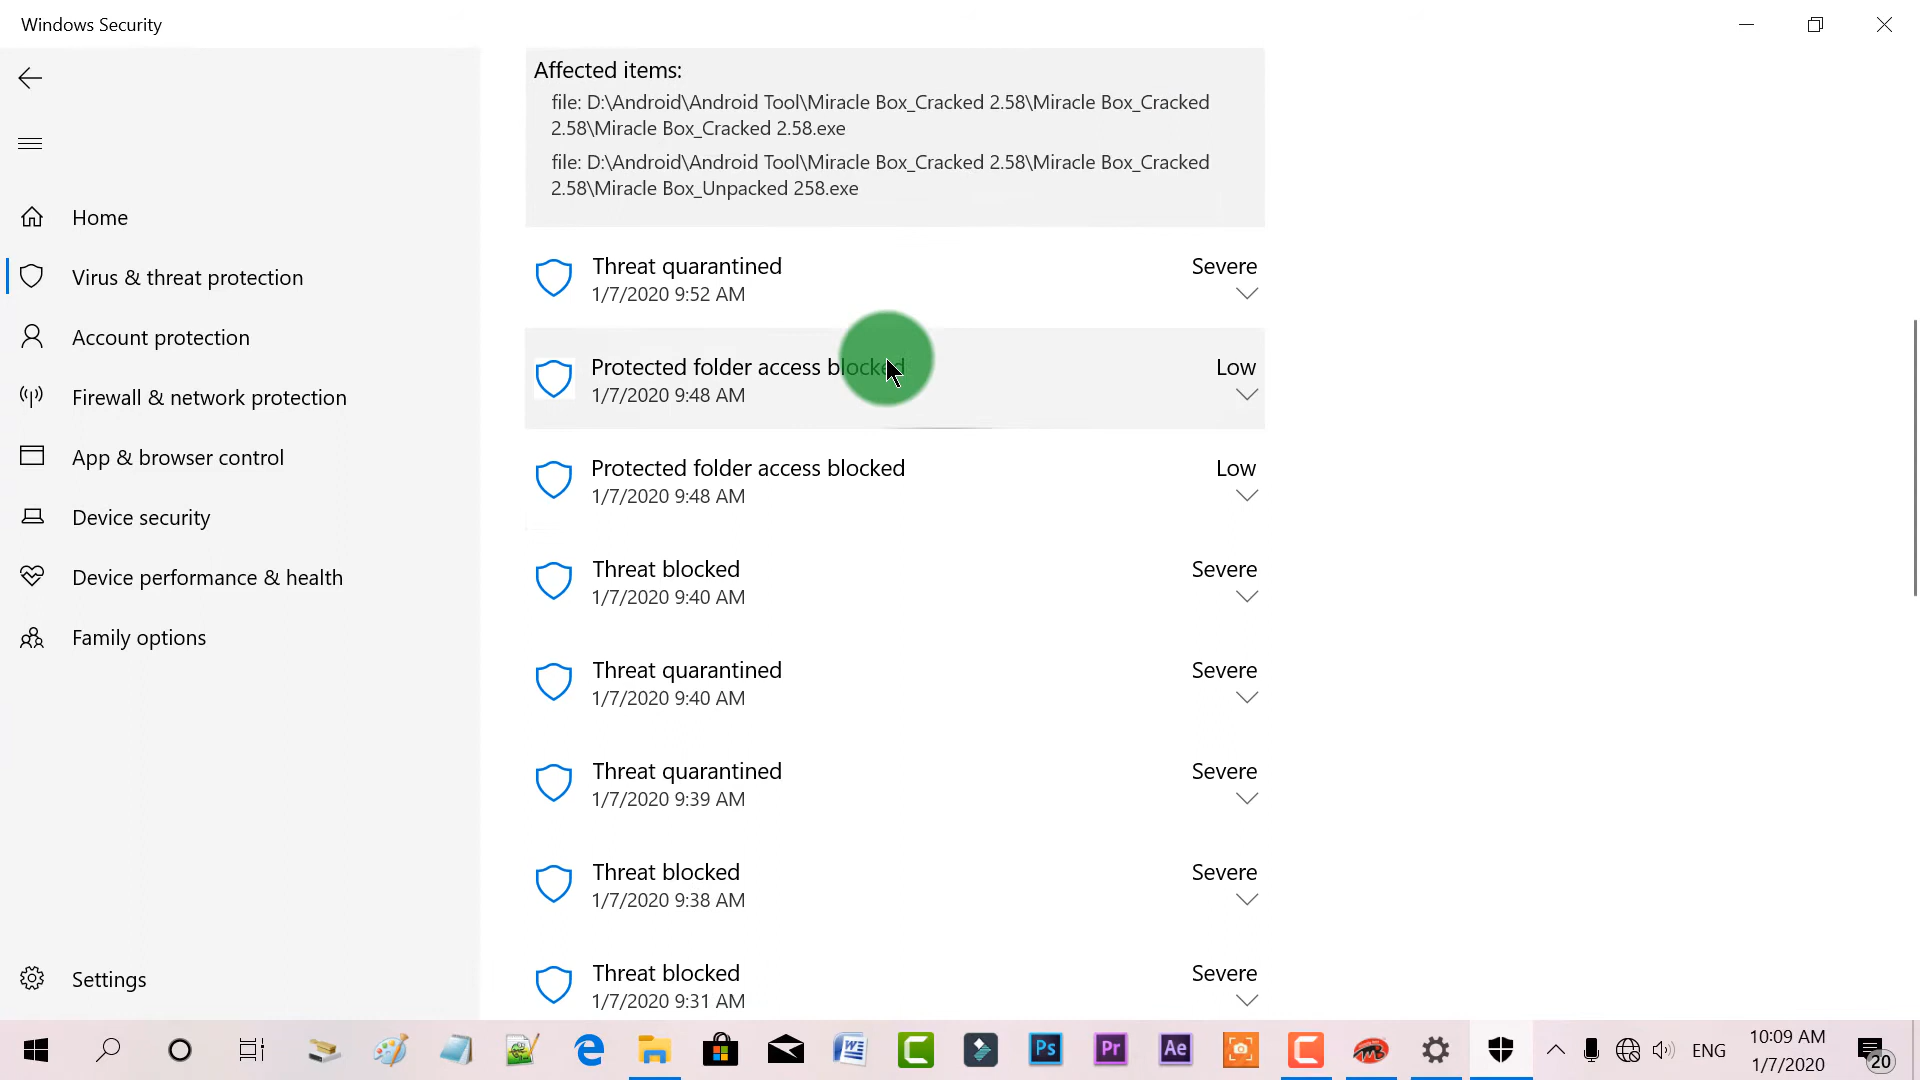 Windows Security
Affected items:
file: D:\Android\Android Tool\Miracle Box_Cracked 2.58\Miracle Box_Cracked
2.58\Miracle Box_Cracked 2.58.exe
file: D:\Android\Android Tool\Miracle Box_Cracked 2.58\Miracle Box_Cracked
2.58\Miracle Box_Unpacked 258.exe
Home
Virus & threat protection
Account protection
Firewall & network protection
App & browser control
Device security
Device performance & health
Family options
Settings
Threat quarantined
Severe
1/7/2020 9:52 AM
Protected folder access blocked
Low
1/7/2020 9:48 AM
Protected folder access blocked
Low
1/7/2020 9:48 AM
Threat blocked
Severe
1/7/2020 9:40 AM
Threat quarantined
Severe
1/7/2020 9:40 AM
Threat quarantined
Severe
1/7/2020 9:39 AM
Threat blocked
Severe
1/7/2020 9:38 AM
Threat blocked
Severe
1/7/2020 9:31 AM
Ps
Pr
Ae
ENG
10:09 AM
1/7/2020
20